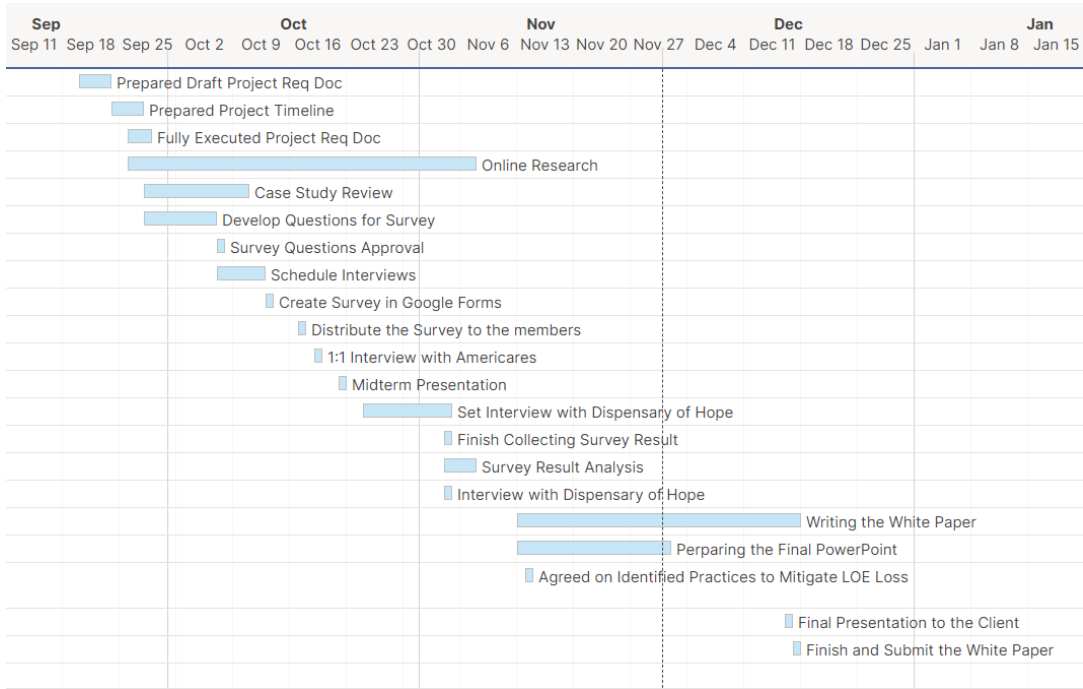 Sep Oct Nov Dec Jan
Sep 11 Sep 18 Sep 25 Oct 2 Oct 9 Oct 16 Oct 23 Oct 30 Nov 6 Nov 13 Nov 20 Nov 27 Dec 4 Dec 11 Dec 18 Dec 25 Jan 1 Jan 8 Jan 15
Prepared Draft Project Req Doc
Prepared Project Timeline
Fully Executed Project Req Doc
Online Research
Case Study Review
Develop Questions for Survey
Survey Questions Approval
Schedule Interviews
Create Survey in Google Forms
Distribute the Survey to the members
1:1 Interview with Americares
Midterm Presentation
Set Interview with Dispensary of Hope
Finish Collecting Survey Result
Survey Result Analysis
Interview with Dispensary of Hope
Writing the White Paper
Perparing the Final PowerPoint
Agreed on Identified Practices to Mitigate LOE Loss
Final Presentation to the Client
Finish and Submit the White Paper